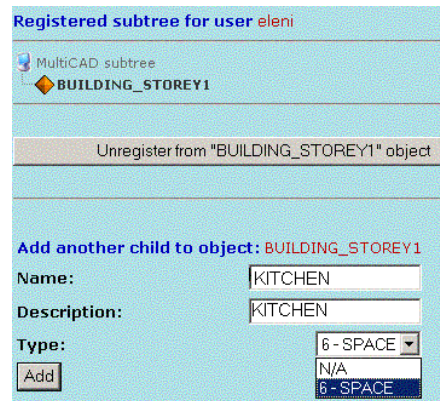 Registered subtree for user eleni
MultiCAD subtree
BUILDING_STOREY1
Unregister from "BUILDING_STOREY1" object
Add another child to object: BUILDING_STOREY1
Name: KITCHEN
Description: KITCHEN
Type: 6 - SPACE
N/A
Add
6 - SPACE